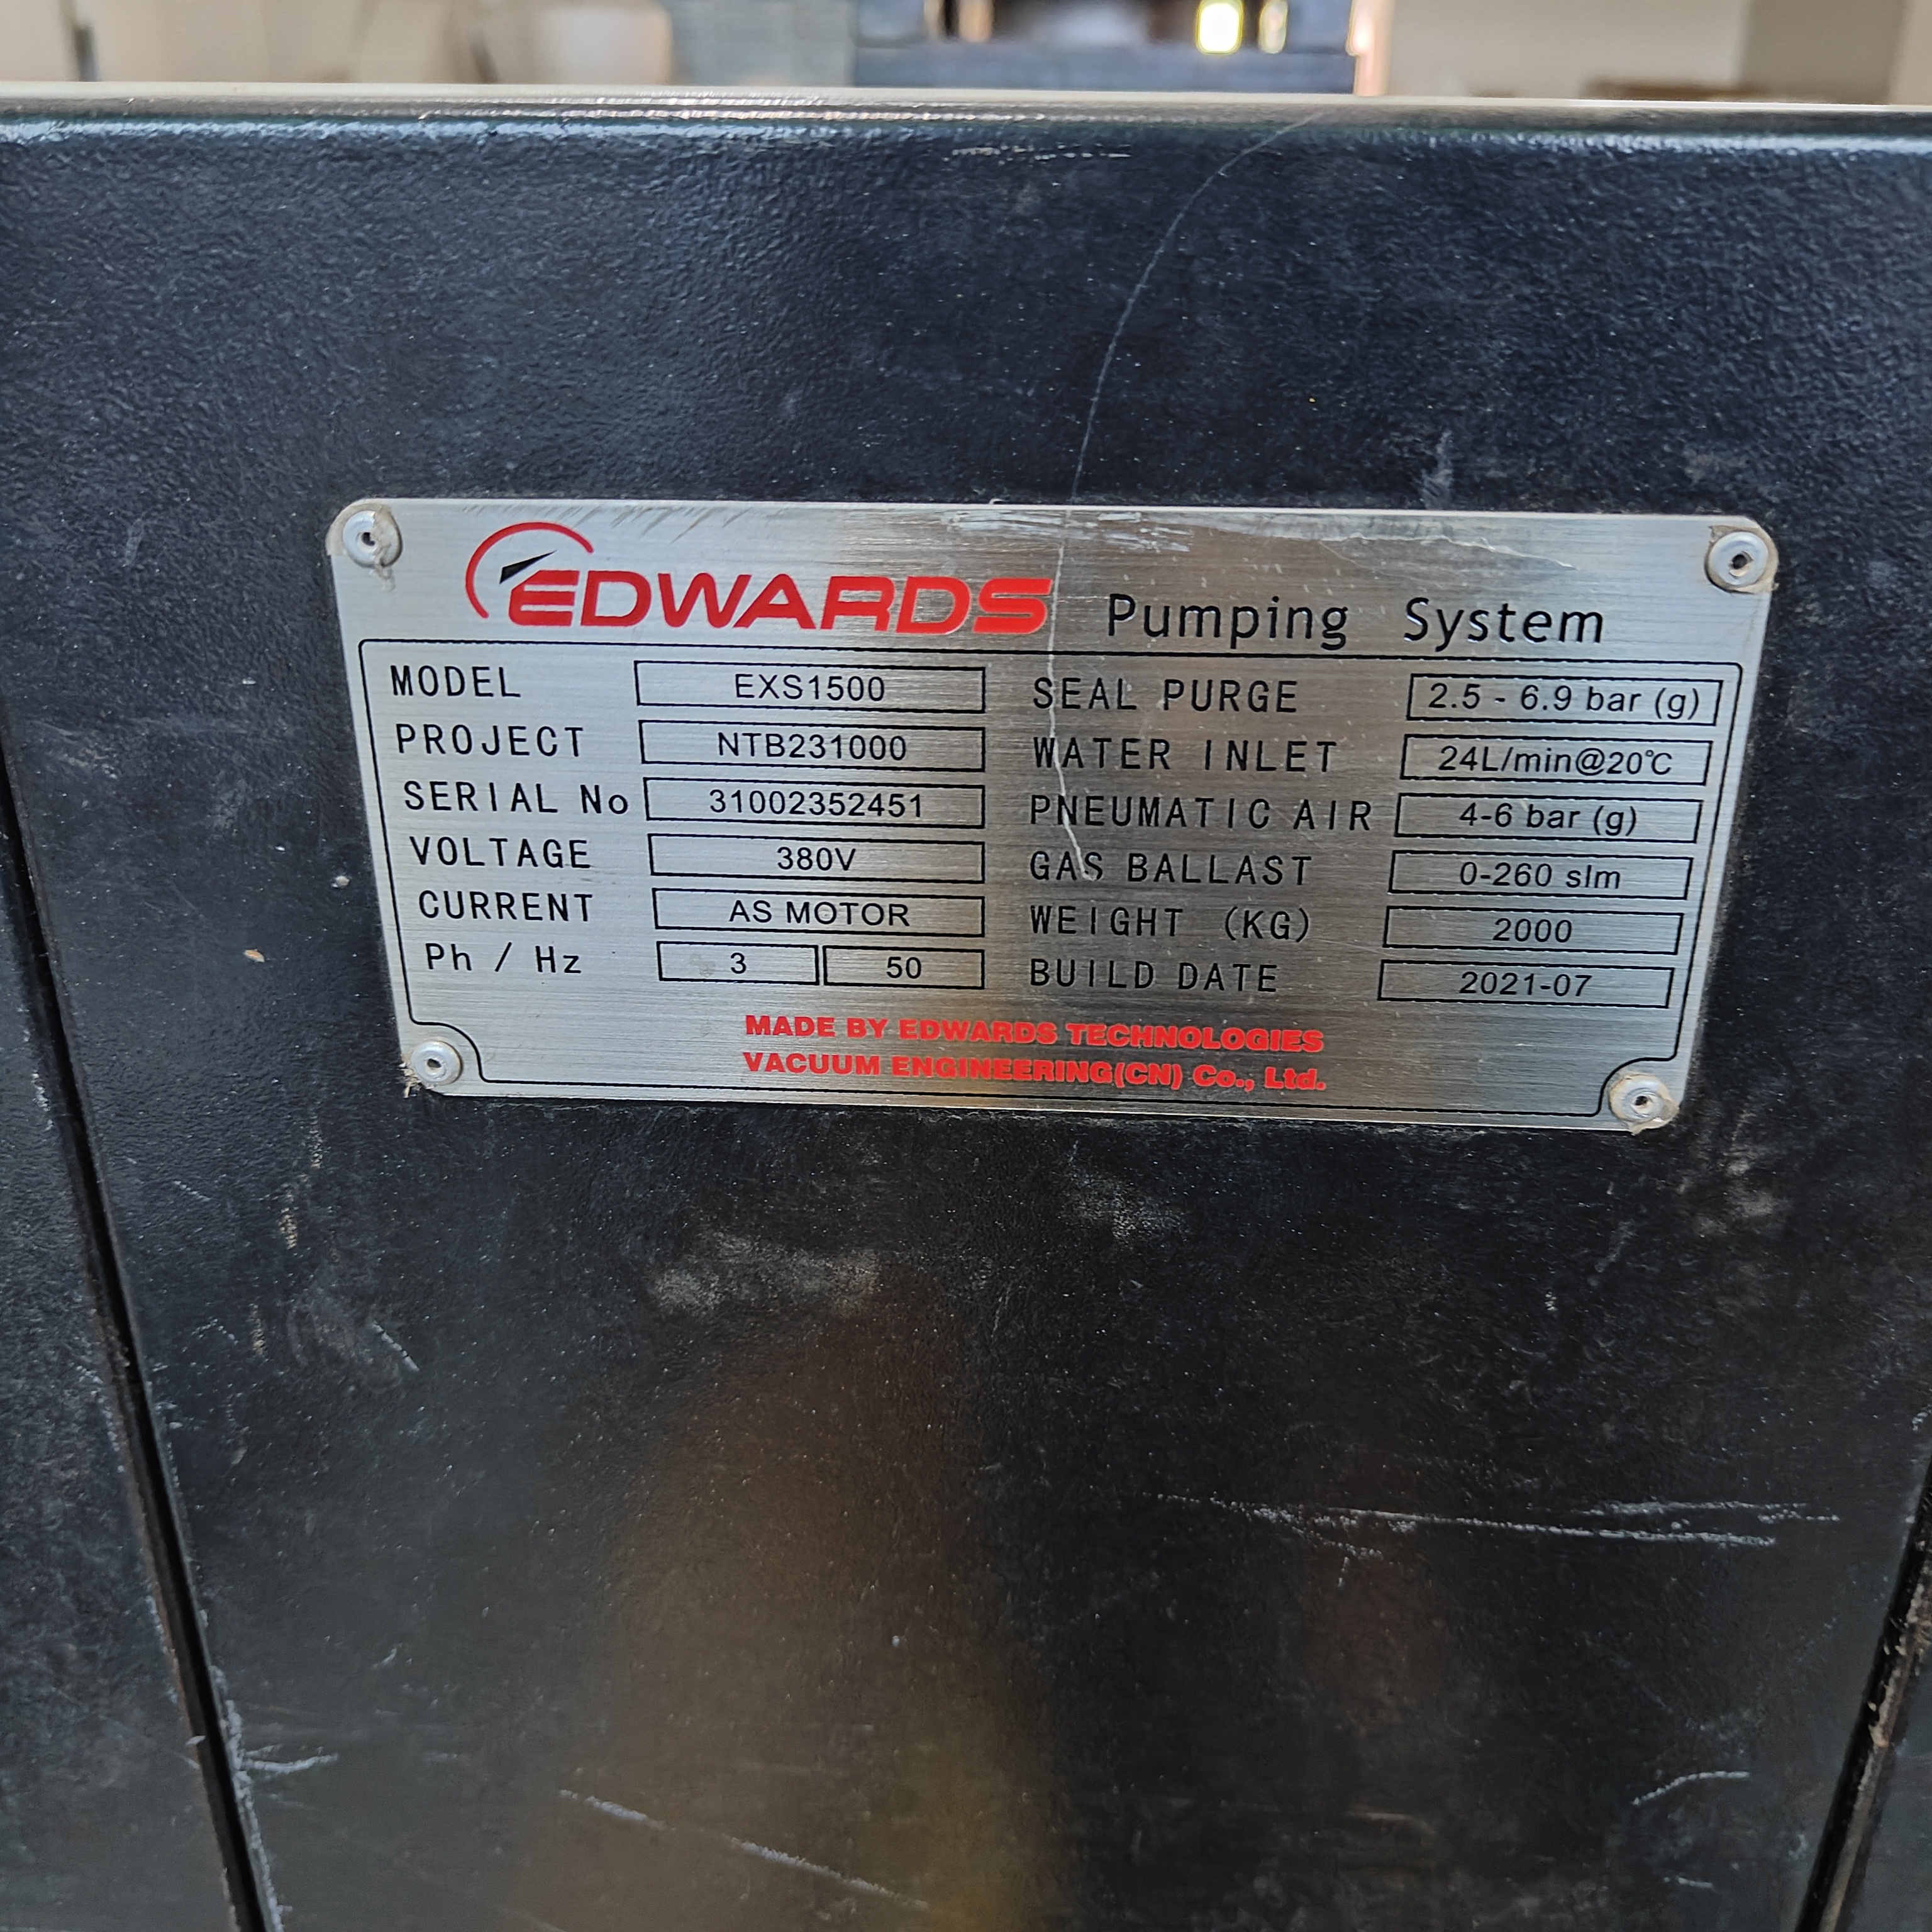 EDWARDS Pumping System
MODEL EXS1500 SEAL PURGE 2.5 - 6.9 bar (g)
PROJECT NTB231000 WATER INLET 24L/min@20℃
SERIAL No 31002352451 PNEUMATIC AIR 4-6 bar (g)
VOLTAGE 380V GAS BALLAST 0-260 slm
CURRENT AS MOTOR WEIGHT (KG) 2000
Ph / Hz 3 50 BUILD DATE 2021-07
MADE BY EDWARDS TECHNOLOGIES
VACUUM ENGINEERING(CN) Co., Ltd.